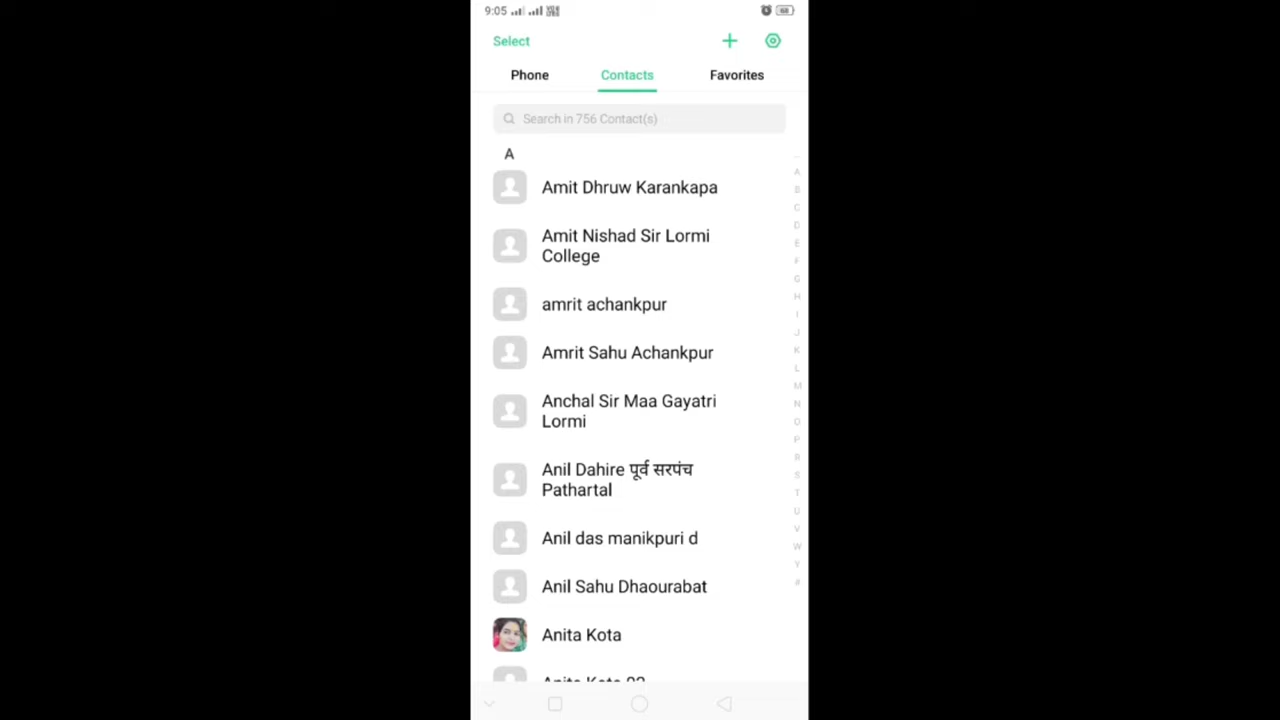 9:05
68
Select
Phone Contacts Favorites
Search in 756 Contact(s)
A
Amit Dhruw Karankapa
Amit Nishad Sir Lormi
College
amrit achankpur
Amrit Sahu Achankpur
Anchal Sir Maa Gayatri
Lormi
Anil Dahire पूर्व सरपंच
Pathartal
Anil das manikpuri d
Anil Sahu Dhaourabat
Anita Kota
A
B
C
D
E
F
G
H
I
J
K
L
M
N
O
P
R
S
T
U
V
W
Y
#